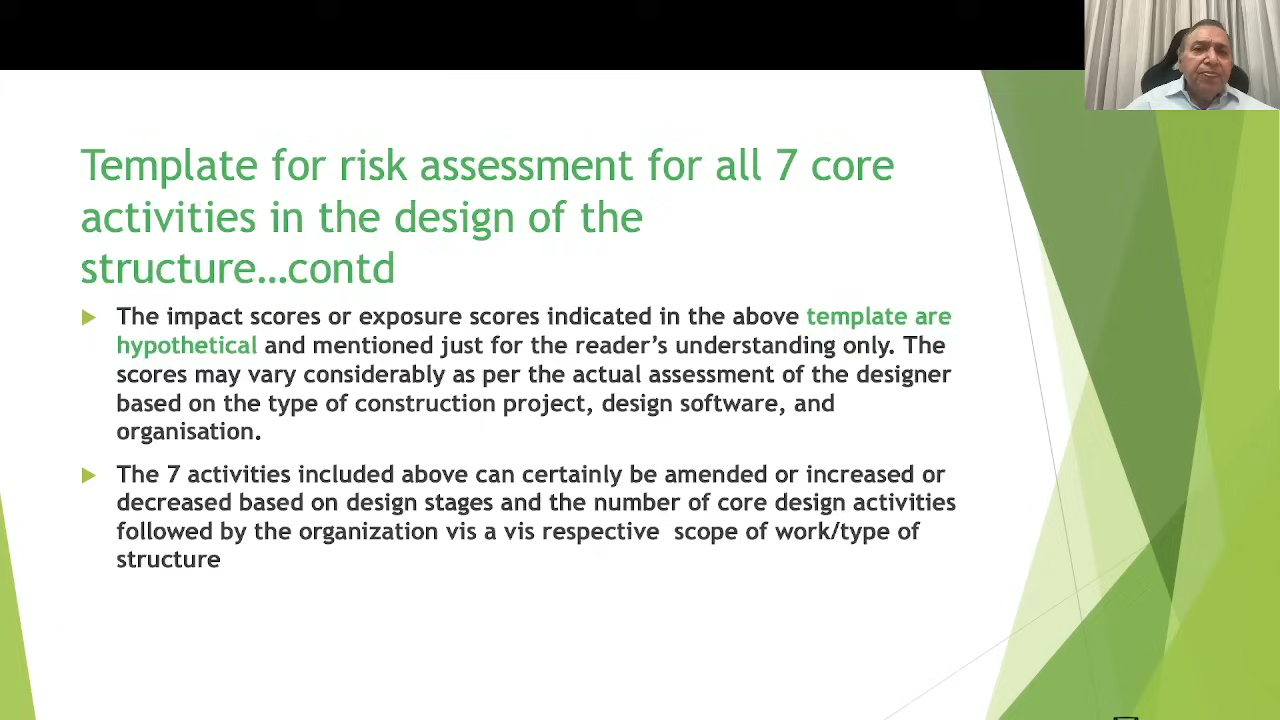 Template for risk assessment for all 7 core
activities in the design of the
structure…contd
The impact scores or exposure scores indicated in the above template are
hypothetical and mentioned just for the reader's understanding only. The
scores may vary considerably as per the actual assessment of the designer
based on the type of construction project, design software, and
organisation.
The 7 activities included above can certainly be amended or increased or
decreased based on design stages and the number of core design activities
followed by the organization vis a vis respective  scope of work/type of
structure